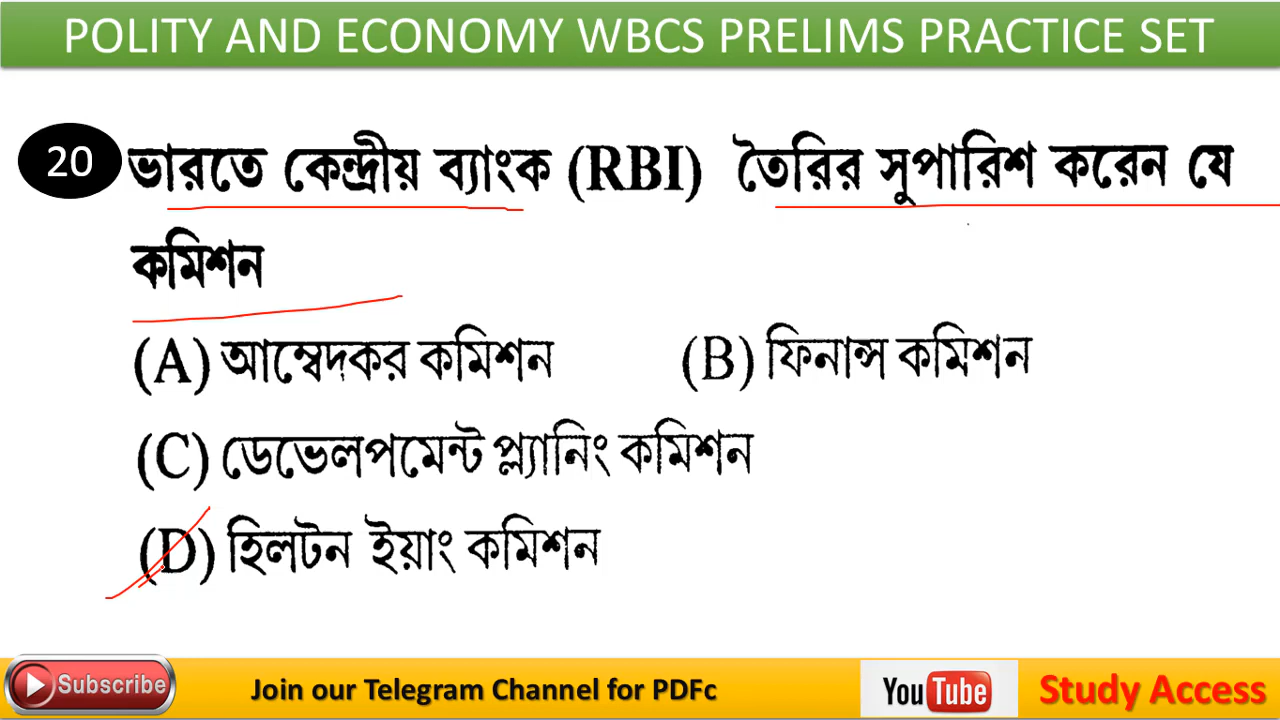 POLITY AND ECONOMY WBCS PRELIMS PRACTICE SET
20 ভারতে কেন্দ্রীয় ব্যাংক (RBI) তৈরির সুপারিশ করেন যে
কমিশন
(A) আম্বেদকর কমিশন (B) ফিনান্স কমিশন
(C) ডেভেলপমেন্ট প্ল্যানিং কমিশন
(D) হিলটন ইয়াং কমিশন
Subscribe Join our Telegram Channel for PDFc YouTube Study Access